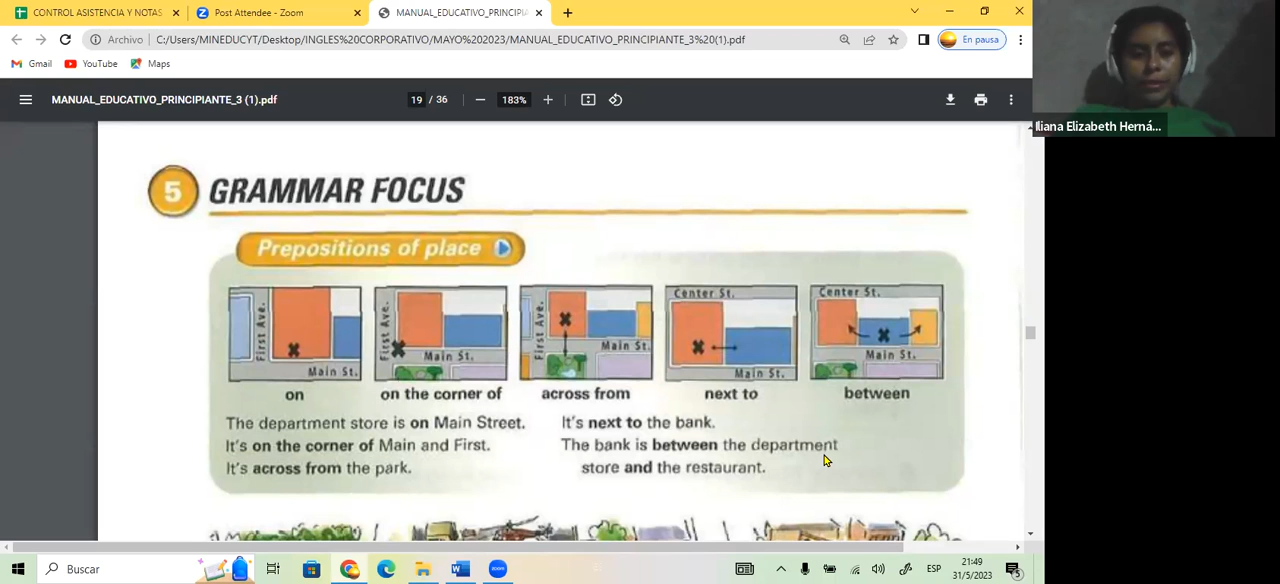 CONTROL ASISTENCIA Y NOTAS
Post Attendee - Zoom
MANUAL_EDUCATIVO_PRINCIPIA
Archivo
C:/Users/MINEDUCYT/Desktop/INGLES%20CORPORATIVO/MAYO%202023/MANUAL_EDUCATIVO_PRINCIPIANTE_3%20(1).pdf
En pausa
Gmail
YouTube
Maps
MANUAL_EDUCATIVO_PRINCIPIANTE_3 (1).pdf
19 / 36
183%
Iliana Elizabeth Herná...
5 GRAMMAR FOCUS
Prepositions of place
First Ave.
Main St.
First Ave.
Main St.
First Ave.
Main St.
Center St.
Main St.
Center St.
Main St.
on
on the corner of
across from
next to
between
The department store is on Main Street.
It's on the corner of Main and First.
It's across from the park.
It's next to the bank.
The bank is between the department
store and the restaurant.
Buscar
zoom
ESP
21:49
31/5/2023
5